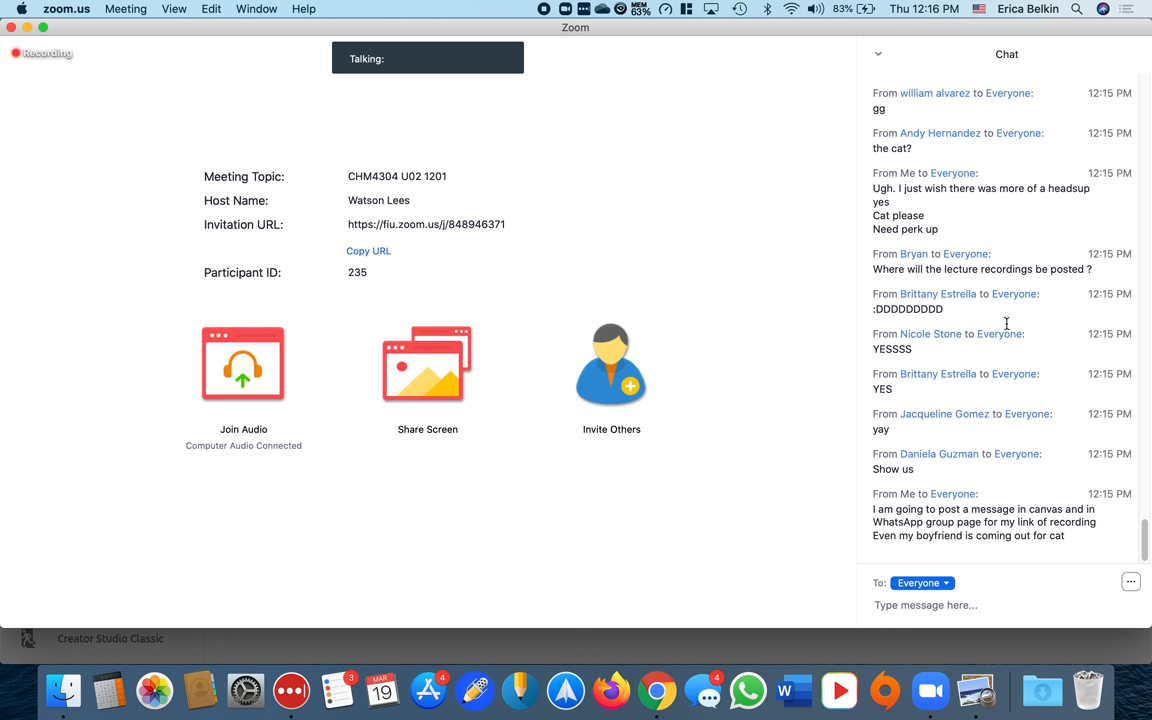 zoom.us Meeting View Edit Window Help MEM 63% 83% Thu 12:16 PM Erica Belkin
Zoom
Recording
Talking:
Meeting Topic: CHM4304 U02 1201
Host Name: Watson Lees
Invitation URL: https://fiu.zoom.us/j/848946371
Copy URL
Participant ID: 235
Join Audio
Computer Audio Connected
Share Screen
Invite Others
Chat
From william alvarez to Everyone: 12:15 PM
gg
From Andy Hernandez to Everyone: 12:15 PM
the cat?
From Me to Everyone: 12:15 PM
Ugh. I just wish there was more of a headsup
yes
Cat please
Need perk up
From Bryan to Everyone: 12:15 PM
Where will the lecture recordings be posted ?
From Brittany Estrella to Everyone: 12:15 PM
:DDDDDDDDD
From Nicole Stone to Everyone: 12:15 PM
YESSSS
From Brittany Estrella to Everyone: 12:15 PM
YES
From Jacqueline Gomez to Everyone: 12:15 PM
yay
From Daniela Guzman to Everyone: 12:15 PM
Show us
From Me to Everyone: 12:15 PM
I am going to post a message in canvas and in
WhatsApp group page for my link of recording
Even my boyfriend is coming out for cat
To: Everyone
Type message here...
Creator Studio Classic
3
MAR
19
4
4
W